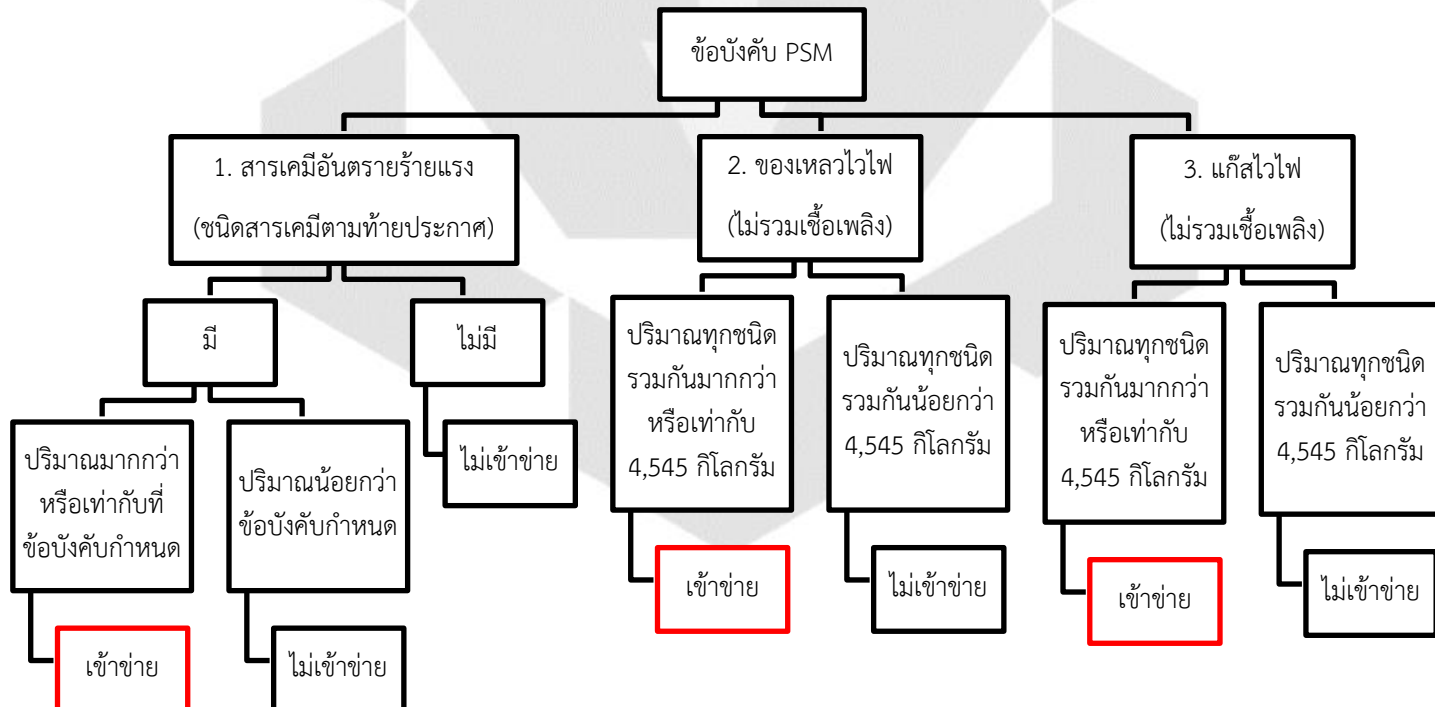 ข้อบังคับ PSM
1. สารเคมีอันตรายร้ายแรง
(ชนิดสารเคมีตามท้ายประกาศ)
มี
ปริมาณมากกว่า
หรือเท่ากับที่
ข้อบังคับกำหนด
เข้าข่าย
ปริมาณน้อยกว่า
ข้อบังคับกำหนด
ไม่เข้าข่าย
ไม่มี
ไม่เข้าข่าย
2. ของเหลวไวไฟ
(ไม่รวมเชื้อเพลิง)
ปริมาณทุกชนิด
รวมกันมากกว่า
หรือเท่ากับ
4,545 กิโลกรัม
เข้าข่าย
ปริมาณทุกชนิด
รวมกันน้อยกว่า
4,545 กิโลกรัม
ไม่เข้าข่าย
3. แก๊สไวไฟ
(ไม่รวมเชื้อเพลิง)
ปริมาณทุกชนิด
รวมกันมากกว่า
หรือเท่ากับ
4,545 กิโลกรัม
เข้าข่าย
ปริมาณทุกชนิด
รวมกันน้อยกว่า
4,545 กิโลกรัม
ไม่เข้าข่าย